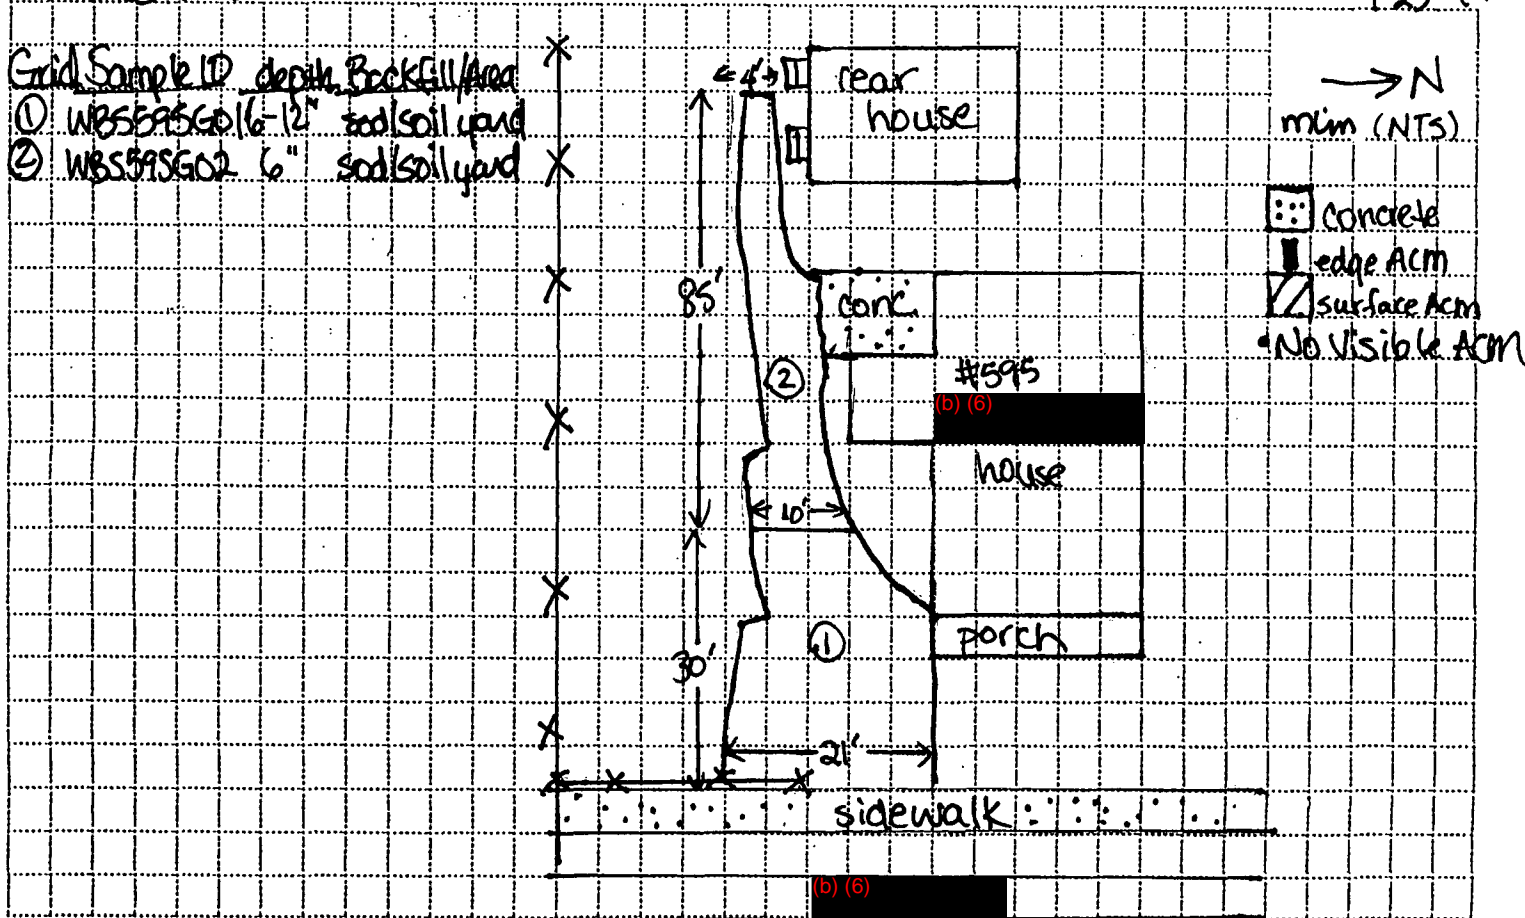 Grid Sample ID depth Backfill/Area
① WBS595G01 6-12" sod/soil yard
② WBS595G02 6" sod/soil yard
4'
rear
house
→ N
mlm (NTS)
concrete
edge ACM
surface ACM
•No Visible ACM
85'
conc.
②
#595
(b) (6)
house
10'
①
porch
30'
21'
sidewalk
(b) (6)